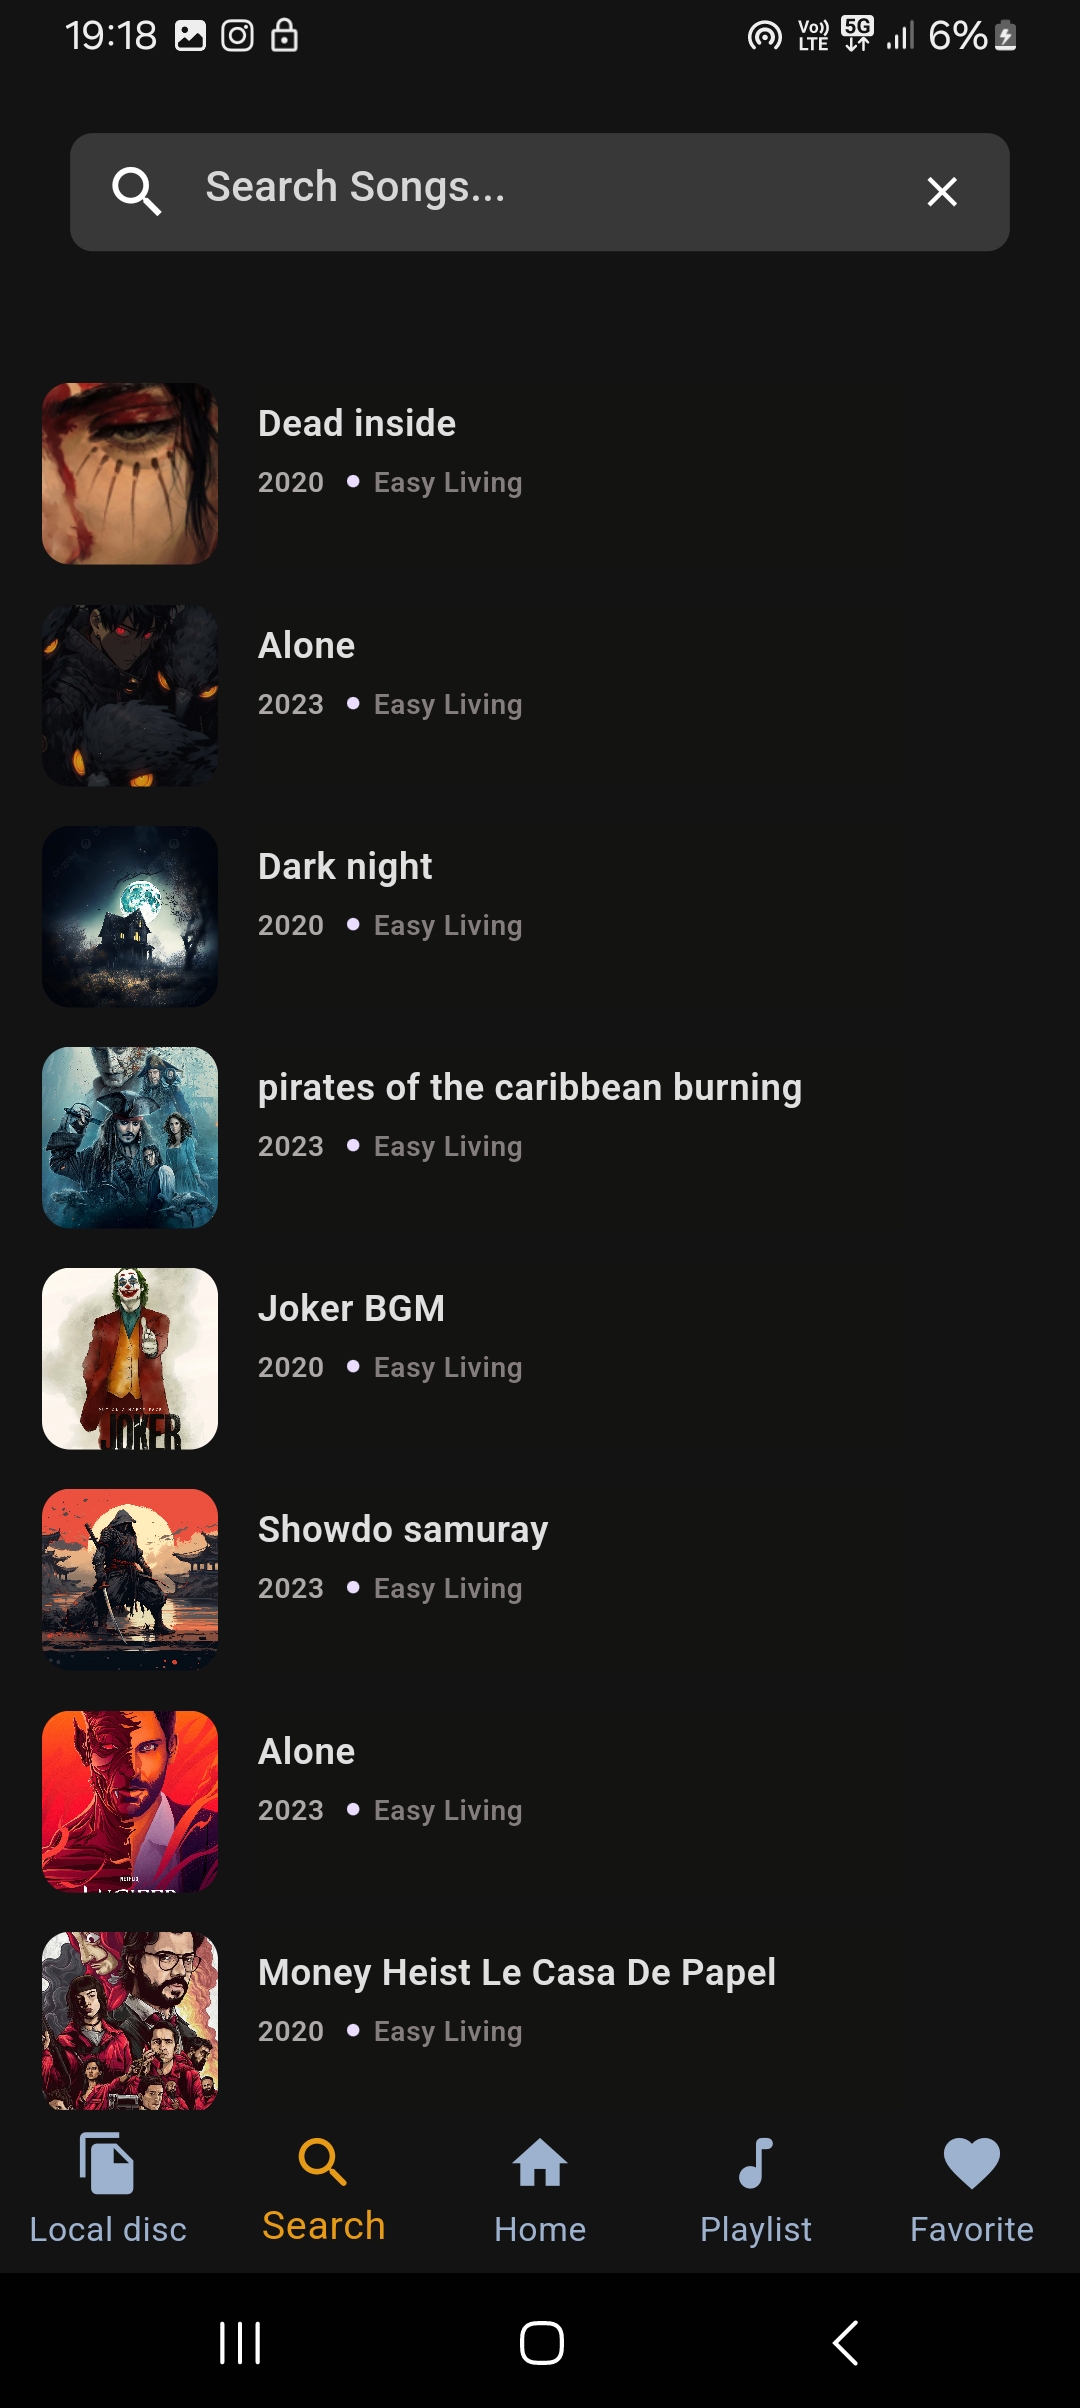 19:18
Vo)) LTE 5G 6%
Search Songs...
Dead inside
2020 • Easy Living
Alone
2023 • Easy Living
Dark night
2020 • Easy Living
pirates of the caribbean burning
2023 • Easy Living
Joker BGM
2020 • Easy Living
JOKER
Showdo samuray
2023 • Easy Living
Alone
2023 • Easy Living
NETFLIX
LUCIFER
Money Heist Le Casa De Papel
2020 • Easy Living
Local disc Search Home Playlist Favorite